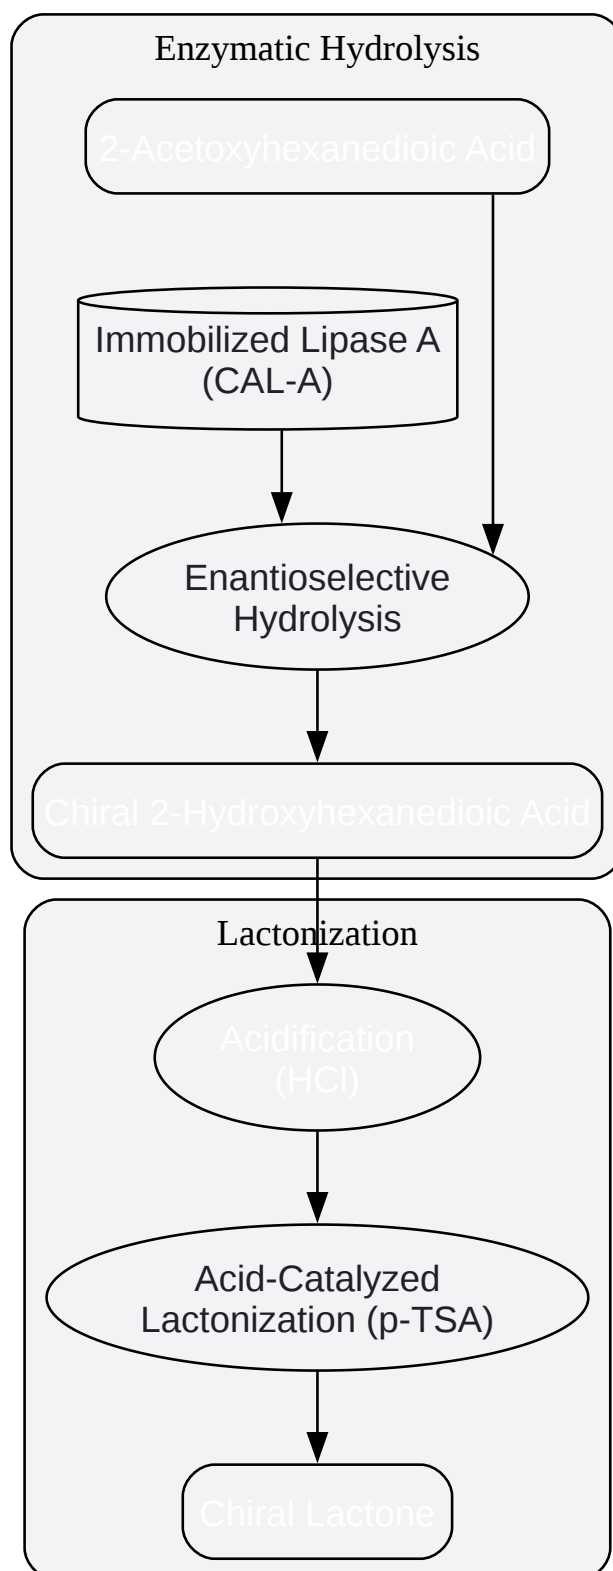 Enzymatic Hydrolysis
2-Acetoxyhexanedioic Acid
Immobilized Lipase A
(CAL-A)
Enantioselective
Hydrolysis
Chiral 2-Hydroxyhexanedioic Acid
Lactonization
Acidification
(HCl)
Acid-Catalyzed
Lactonization (p-TSA)
Chiral Lactone